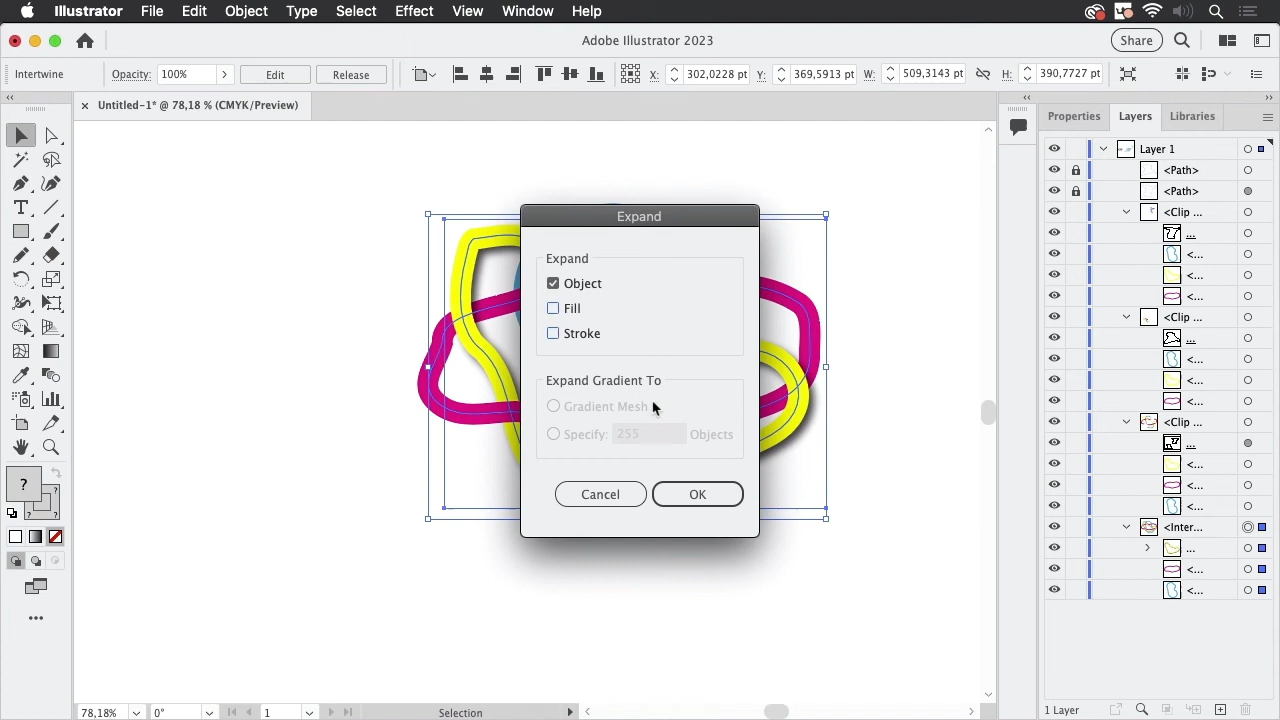 Illustrator File Edit Object Type Select Effect View Window Help
Adobe Illustrator 2023
Share
Intertwine Opacity: 100% Edit Release X: 307,0228 pt Y: 369,5913 pt W: 509,3143 pt H: 390,7727 pt
Untitled-1* @ 78,18 % (CMYK/Preview)
Properties Layers Libraries
Layer 1
<Path>
<Path>
<Clip ...
...
<...
<...
<...
<Clip ...
...
<...
<...
<...
<Clip ...
...
<...
<...
<...
<Inter...
...
<...
<...
Expand
Expand
Object
Fill
Stroke
Expand Gradient To
Gradient Mesh
Specify: 255 Objects
Cancel OK
?
?
?
78,18% 0° 1 Selection
1 Layer